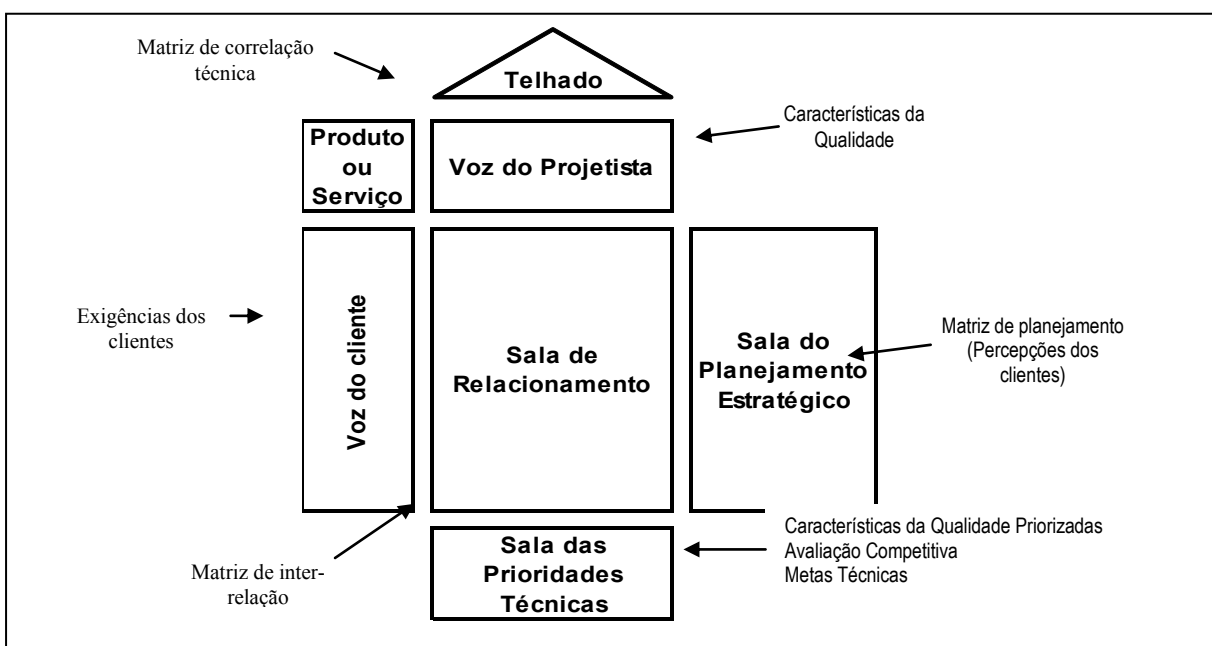 Matriz de correlação
técnica
Telhado
Características da
Qualidade
Produto
ou
Serviço
Voz do Projetista
Exigências dos
clientes
Voz do cliente
Sala de
Relacionamento
Sala do
Planejamento
Estratégico
Matriz de planejamento
(Percepções dos
clientes)
Matriz de inter-
relação
Sala das
Prioridades
Técnicas
Características da Qualidade Priorizadas
Avaliação Competitiva
Metas Técnicas